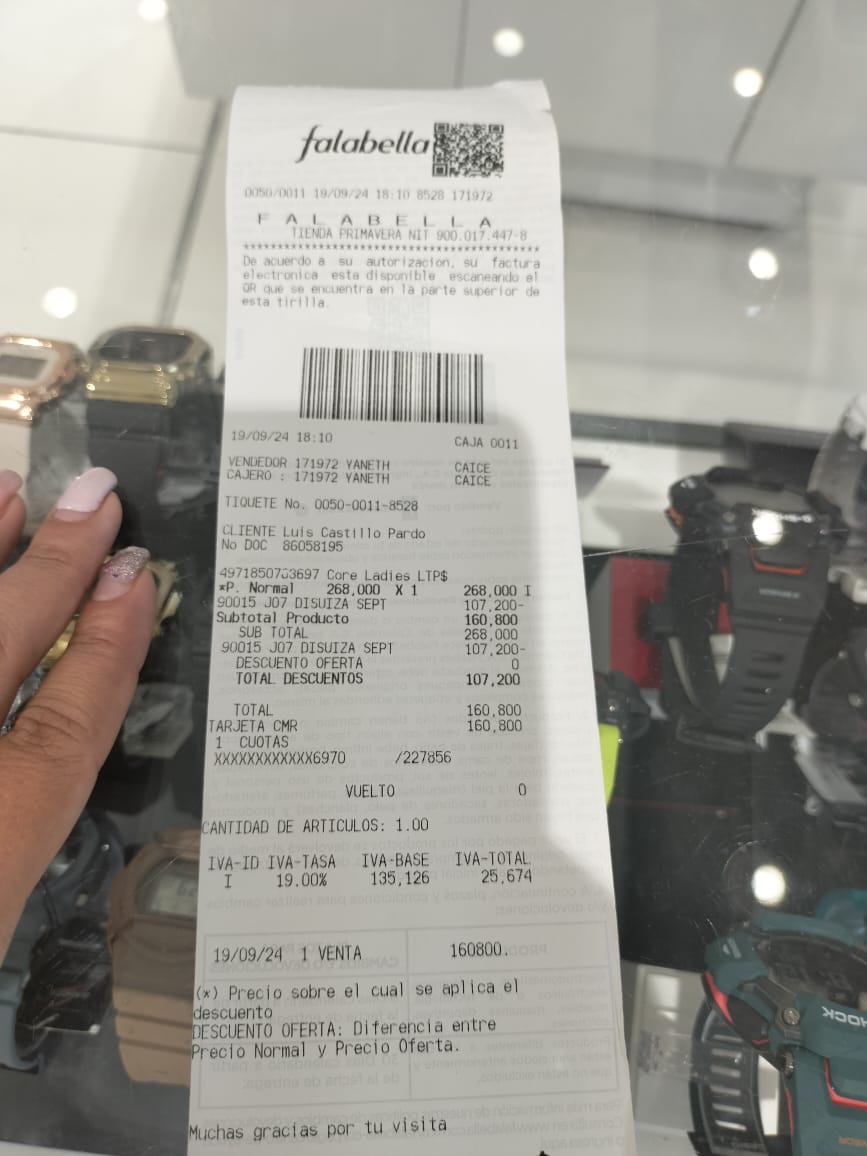 falabella
0050/0011 19/09/24 18:10 8528 171972
F A L A B E L L A
TIENDA PRIMAVERA NIT 900.017.447-8
****************************************
De acuerdo a su autorizacion, su factura
electronica esta disponible escaneando el
QR que se encuentra en la parte superior de
esta tirilla.
19/09/24 18:10 CAJA 0011
VENDEDOR 171972 YANETH CAICE
CAJERO : 171972 YANETH CAICE
TIQUETE No. 0050-0011-8528
CLIENTE Luis Castillo Pardo
No DOC 86058195
Core Ladies LTP$
*P. Normal 268,000 X 1 268,000 I
90015 J07 DISUIZA SEPT 107,200-
Subtotal Producto 160,800
SUB TOTAL 268,000
90015 J07 DISUIZA SEPT 107,200-
DESCUENTO OFERTA 0
TOTAL DESCUENTOS 107,200
TOTAL 160,800
TARJETA CMR 160,800
1 CUOTAS
XXXXXXXXXXXX6970 /227856
VUELTO 0
CANTIDAD DE ARTICULOS: 1.00
IVA-ID IVA-TASA IVA-BASE IVA-TOTAL
I 19.00% 135,126 25,674
19/09/24 1 VENTA 160800.
(*) Precio sobre el cual se aplica el
descuento
DESCUENTO OFERTA: Diferencia entre
Precio Normal y Precio Oferta.
Muchas gracias por tu visita
G-SHOCK
SHOCK